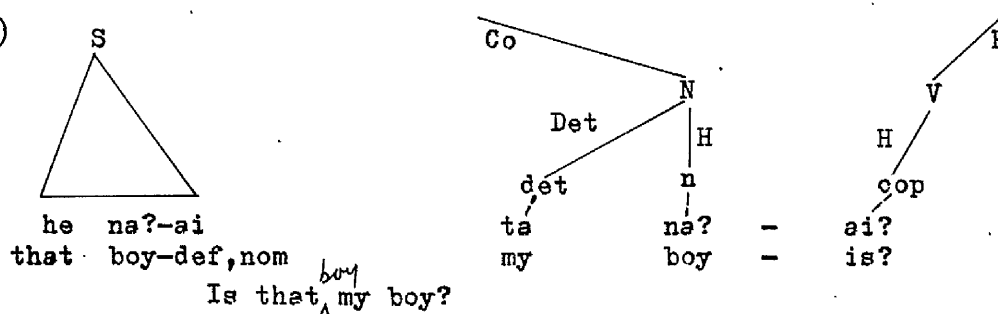 )
S
Co
N
V
Det
H
H
det
n
cop
he na?-ai ta na? - ai?
that boy-def,nom my boy - is?
boy
Is that my boy?